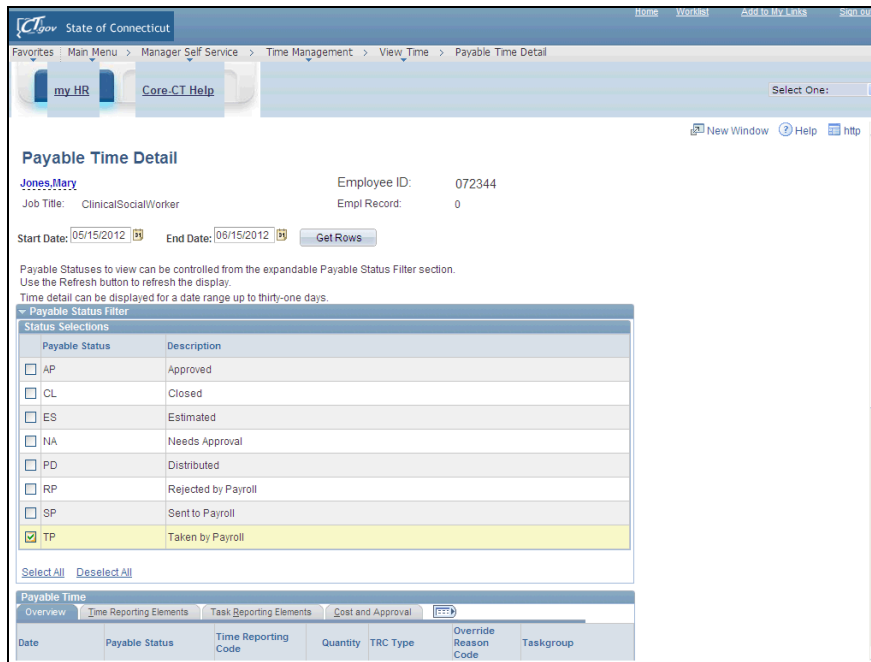 Home Worklist Add to My Links Sign out
CT.gov State of Connecticut
Favorites Main Menu > Manager Self Service > Time Management > View Time > Payable Time Detail
my HR Core-CT Help
Select One:
New Window Help http
Payable Time Detail
Jones,Mary Employee ID: 072344
Job Title: ClinicalSocialWorker Empl Record: 0
Start Date: 05/15/2012 End Date: 06/15/2012 Get Rows
Payable Statuses to view can be controlled from the expandable Payable Status Filter section.
Use the Refresh button to refresh the display.
Time detail can be displayed for a date range up to thirty-one days.
Payable Status Filter
Status Selections
Payable Status Description
AP Approved
CL Closed
ES Estimated
NA Needs Approval
PD Distributed
RP Rejected by Payroll
SP Sent to Payroll
TP Taken by Payroll
Select All Deselect All
Payable Time
Overview Time Reporting Elements Task Reporting Elements Cost and Approval
Date Payable Status Time Reporting Code Quantity TRC Type Override Reason Code Taskgroup